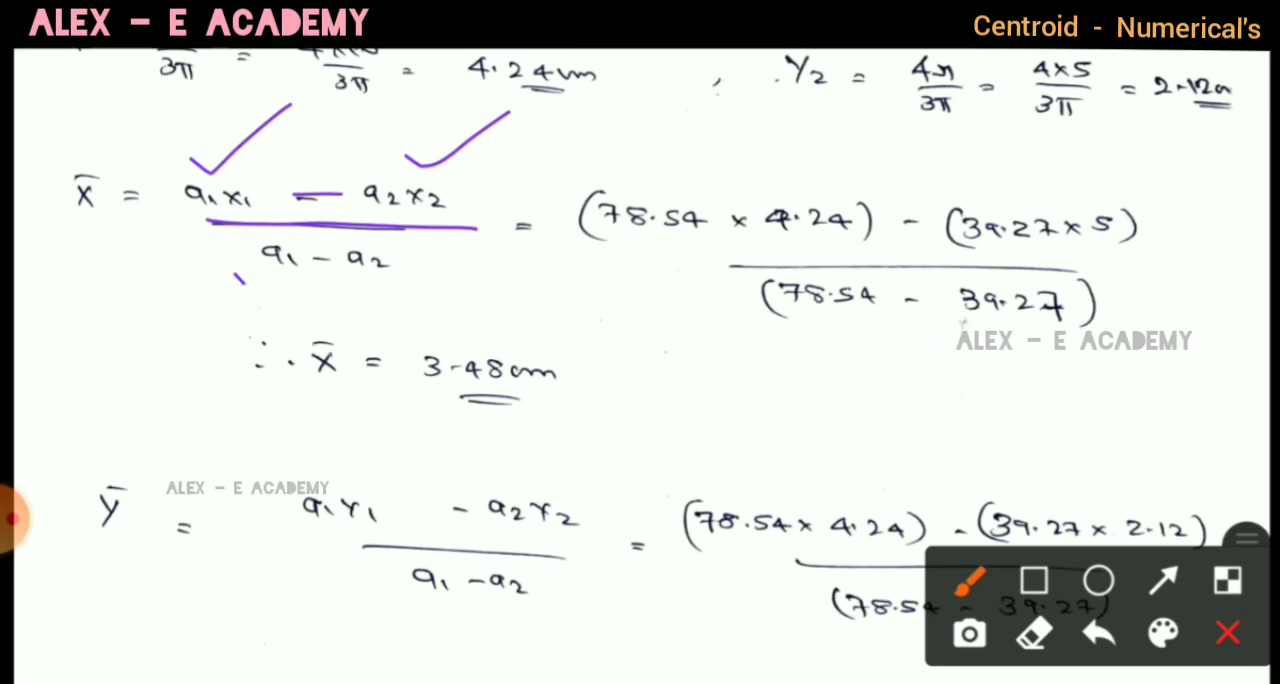 ALEX - E ACADEMY
Centroid - Numerical's
3π = 3π = 4.24cm , Y2 = 4r/3π = 4×5/3π = 2.12
X̄ = a1x1 - a2x2 / a1 - a2 = (78.54 × 4.24) - (39.27×5) / (78.54 - 39.27)
ALEX - E ACADEMY
∴ X̄ = 3.48cm
ALEX - E ACADEMY
Ȳ = a1Y1 - a2Y2 / a1 - a2 = (78.54 × 4.24) - (39.27 × 2.12) / (78.54 - 39.27)